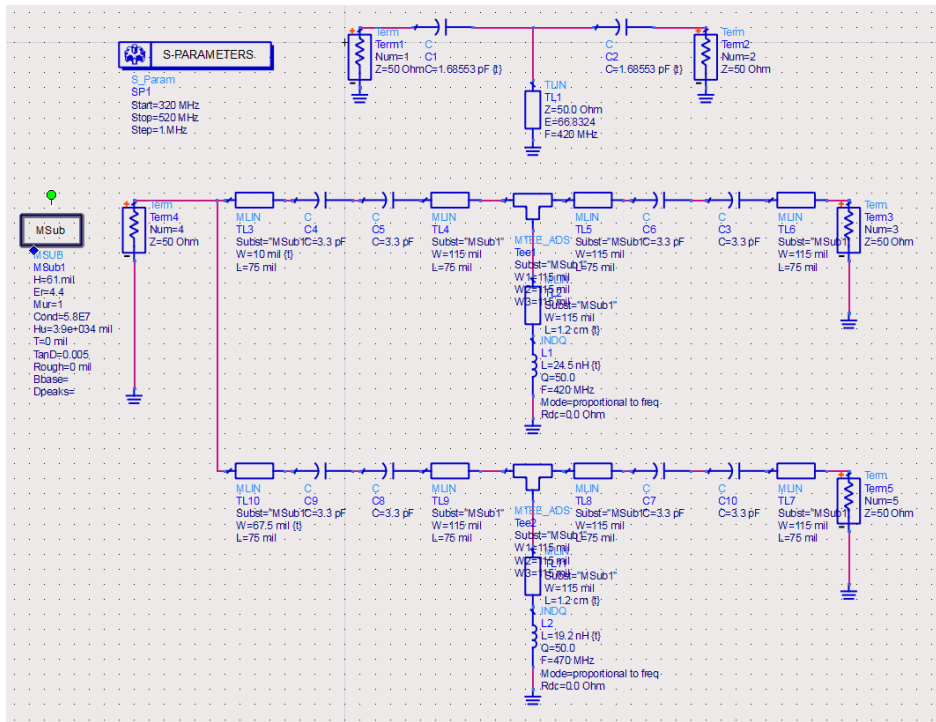 S-PARAMETERS
S_Param
SP1
Start=320 MHz
Stop=520 MHz
Step=1 MHz
Term
Term1
Num=1
Z=50 Ohm
C
C1
C=1.68553 pF {t}
C
C2
C=1.68553 pF {t}
Term
Term2
Num=2
Z=50 Ohm
TLIN
TL1
Z=50.0 Ohm
E=66.8324
F=420 MHz
MSub
MSUB
MSub1
H=61 mil
Er=4.4
Mur=1
Cond=5.8E7
Hu=3.9e+034 mil
T=0 mil
TanD=0.005
Rough=0 mil
Bbase=
Dpeaks=
Term
Term4
Num=4
Z=50 Ohm
MLIN
TL3
Subst="MSub1"
W=10 mil {t}
L=75 mil
C
C4
C=3.3 pF
C
C5
C=3.3 pF
MLIN
TL4
Subst="MSub1"
W=115 mil
L=75 mil
MTEE_ADS
Tee1
Subst="MSub1"
W1=115 mil
W2=115 mil
W3=115 mil
MLIN
TL5
Subst="MSub1"
W=115 mil
L=75 mil
C
C6
C=3.3 pF
C
C3
C=3.3 pF
MLIN
TL6
Subst="MSub1"
W=115 mil
L=75 mil
Term
Term3
Num=3
Z=50 Ohm
MLIN
TL2
Subst="MSub1"
W=115 mil
L=1.2 cm {t}
INDQ
L1
L=24.5 nH {t}
Q=50.0
F=420 MHz
Mode=proportional to freq
Rdc=0.0 Ohm
MLIN
TL10
Subst="MSub1"
W=67.5 mil {t}
L=75 mil
C
C9
C=3.3 pF
C
C8
C=3.3 pF
MLIN
TL9
Subst="MSub1"
W=115 mil
L=75 mil
MTEE_ADS
Tee2
Subst="MSub1"
W1=115 mil
W2=115 mil
W3=115 mil
MLIN
TL8
Subst="MSub1"
W=115 mil
L=75 mil
C
C7
C=3.3 pF
C
C10
C=3.3 pF
MLIN
TL7
Subst="MSub1"
W=115 mil
L=75 mil
Term
Term5
Num=5
Z=50 Ohm
MLIN
TL11
Subst="MSub1"
W=115 mil
L=1.2 cm {t}
INDQ
L2
L=19.2 nH {t}
Q=50.0
F=470 MHz
Mode=proportional to freq
Rdc=0.0 Ohm